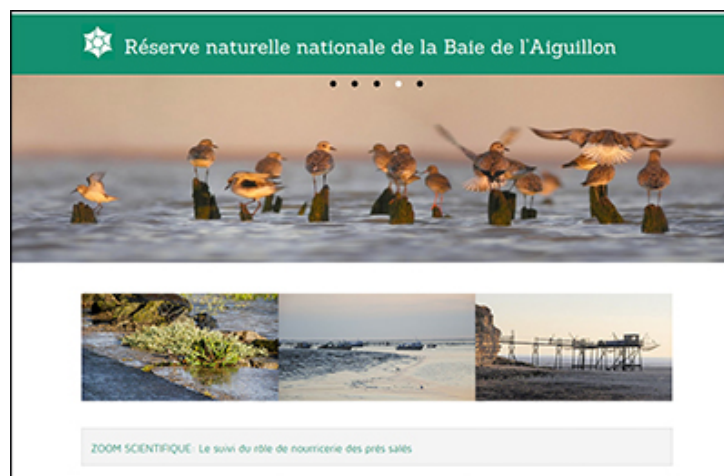 Réserve naturelle nationale de la Baie de l'Aiguillon
ZOOM SCIENTIFIQUE: Le suivi du rôle de nourricerie des prés salés